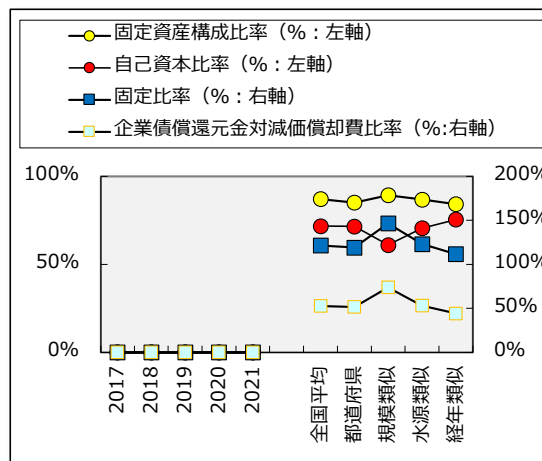 固定資産構成比率（%：左軸）
自己資本比率（%：左軸）
固定比率（%：右軸）
企業債償還元金対減価償却費比率（%:右軸）
100%
50%
0%
200%
150%
100%
50%
0%
2017
2018
2019
2020
2021
全国平均
都道府県
規模類似
水源類似
経年類似